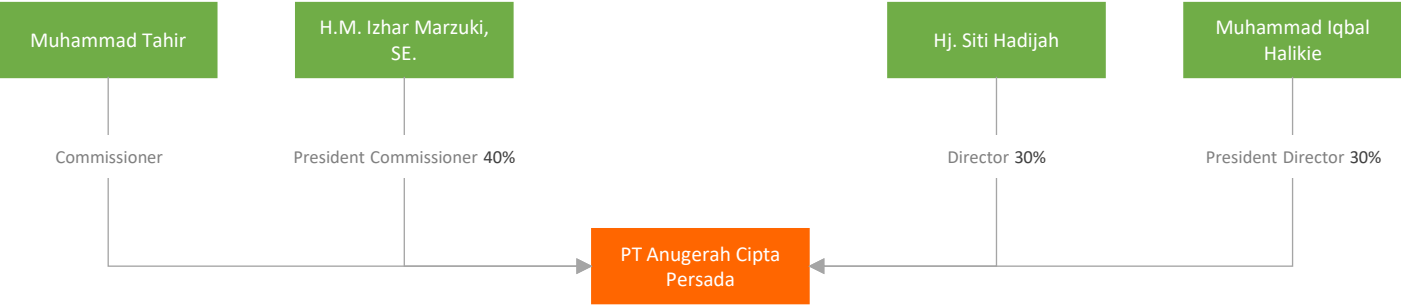 Muhammad Tahir
H.M. Izhar Marzuki,
SE.
Hj. Siti Hadijah
Muhammad Iqbal
Halikie
Commissioner
President Commissioner 40%
Director 30%
President Director 30%
PT Anugerah Cipta
Persada